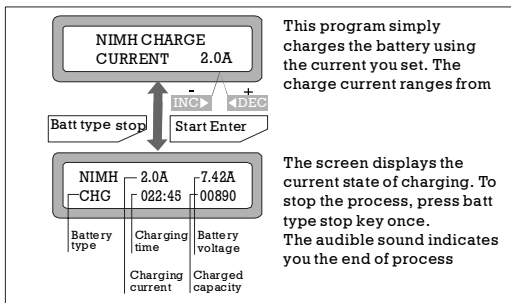 NIMH CHARGE
CURRENT 2.0A
- +
INC▶ ◀DEC
Batt type stop
Start Enter
This program simply
charges the battery using
the current you set. The
charge current ranges from
NIMH 2.0A 7.42A
CHG 022:45 00890
Battery type
Charging time
Battery voltage
Charging current
Charged capacity
The screen displays the
current state of charging. To
stop the process, press batt
type stop key once.
The audible sound indicates
you the end of process